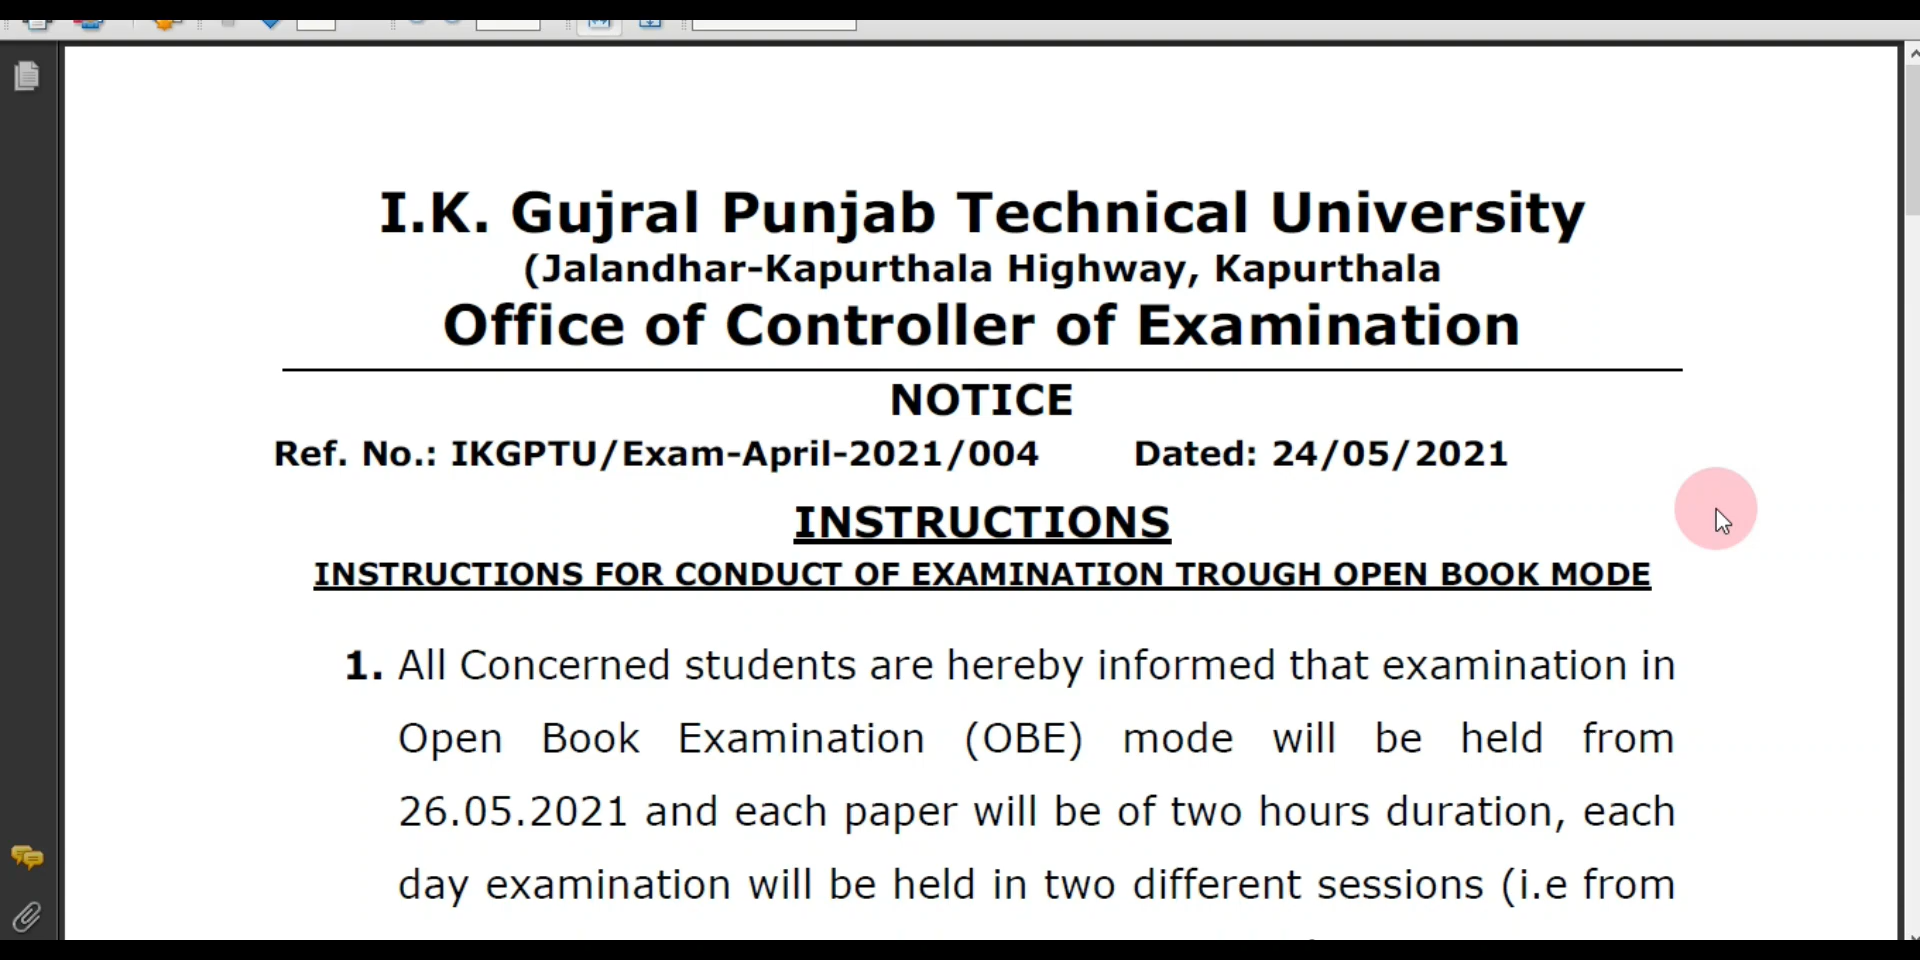 I.K. Gujral Punjab Technical University
(Jalandhar-Kapurthala Highway, Kapurthala
Office of Controller of Examination
NOTICE
Ref. No.: IKGPTU/Exam-April-2021/004 Dated: 24/05/2021
INSTRUCTIONS
INSTRUCTIONS FOR CONDUCT OF EXAMINATION TROUGH OPEN BOOK MODE
1. All Concerned students are hereby informed that examination in
Open Book Examination (OBE) mode will be held from
26.05.2021 and each paper will be of two hours duration, each
day examination will be held in two different sessions (i.e from